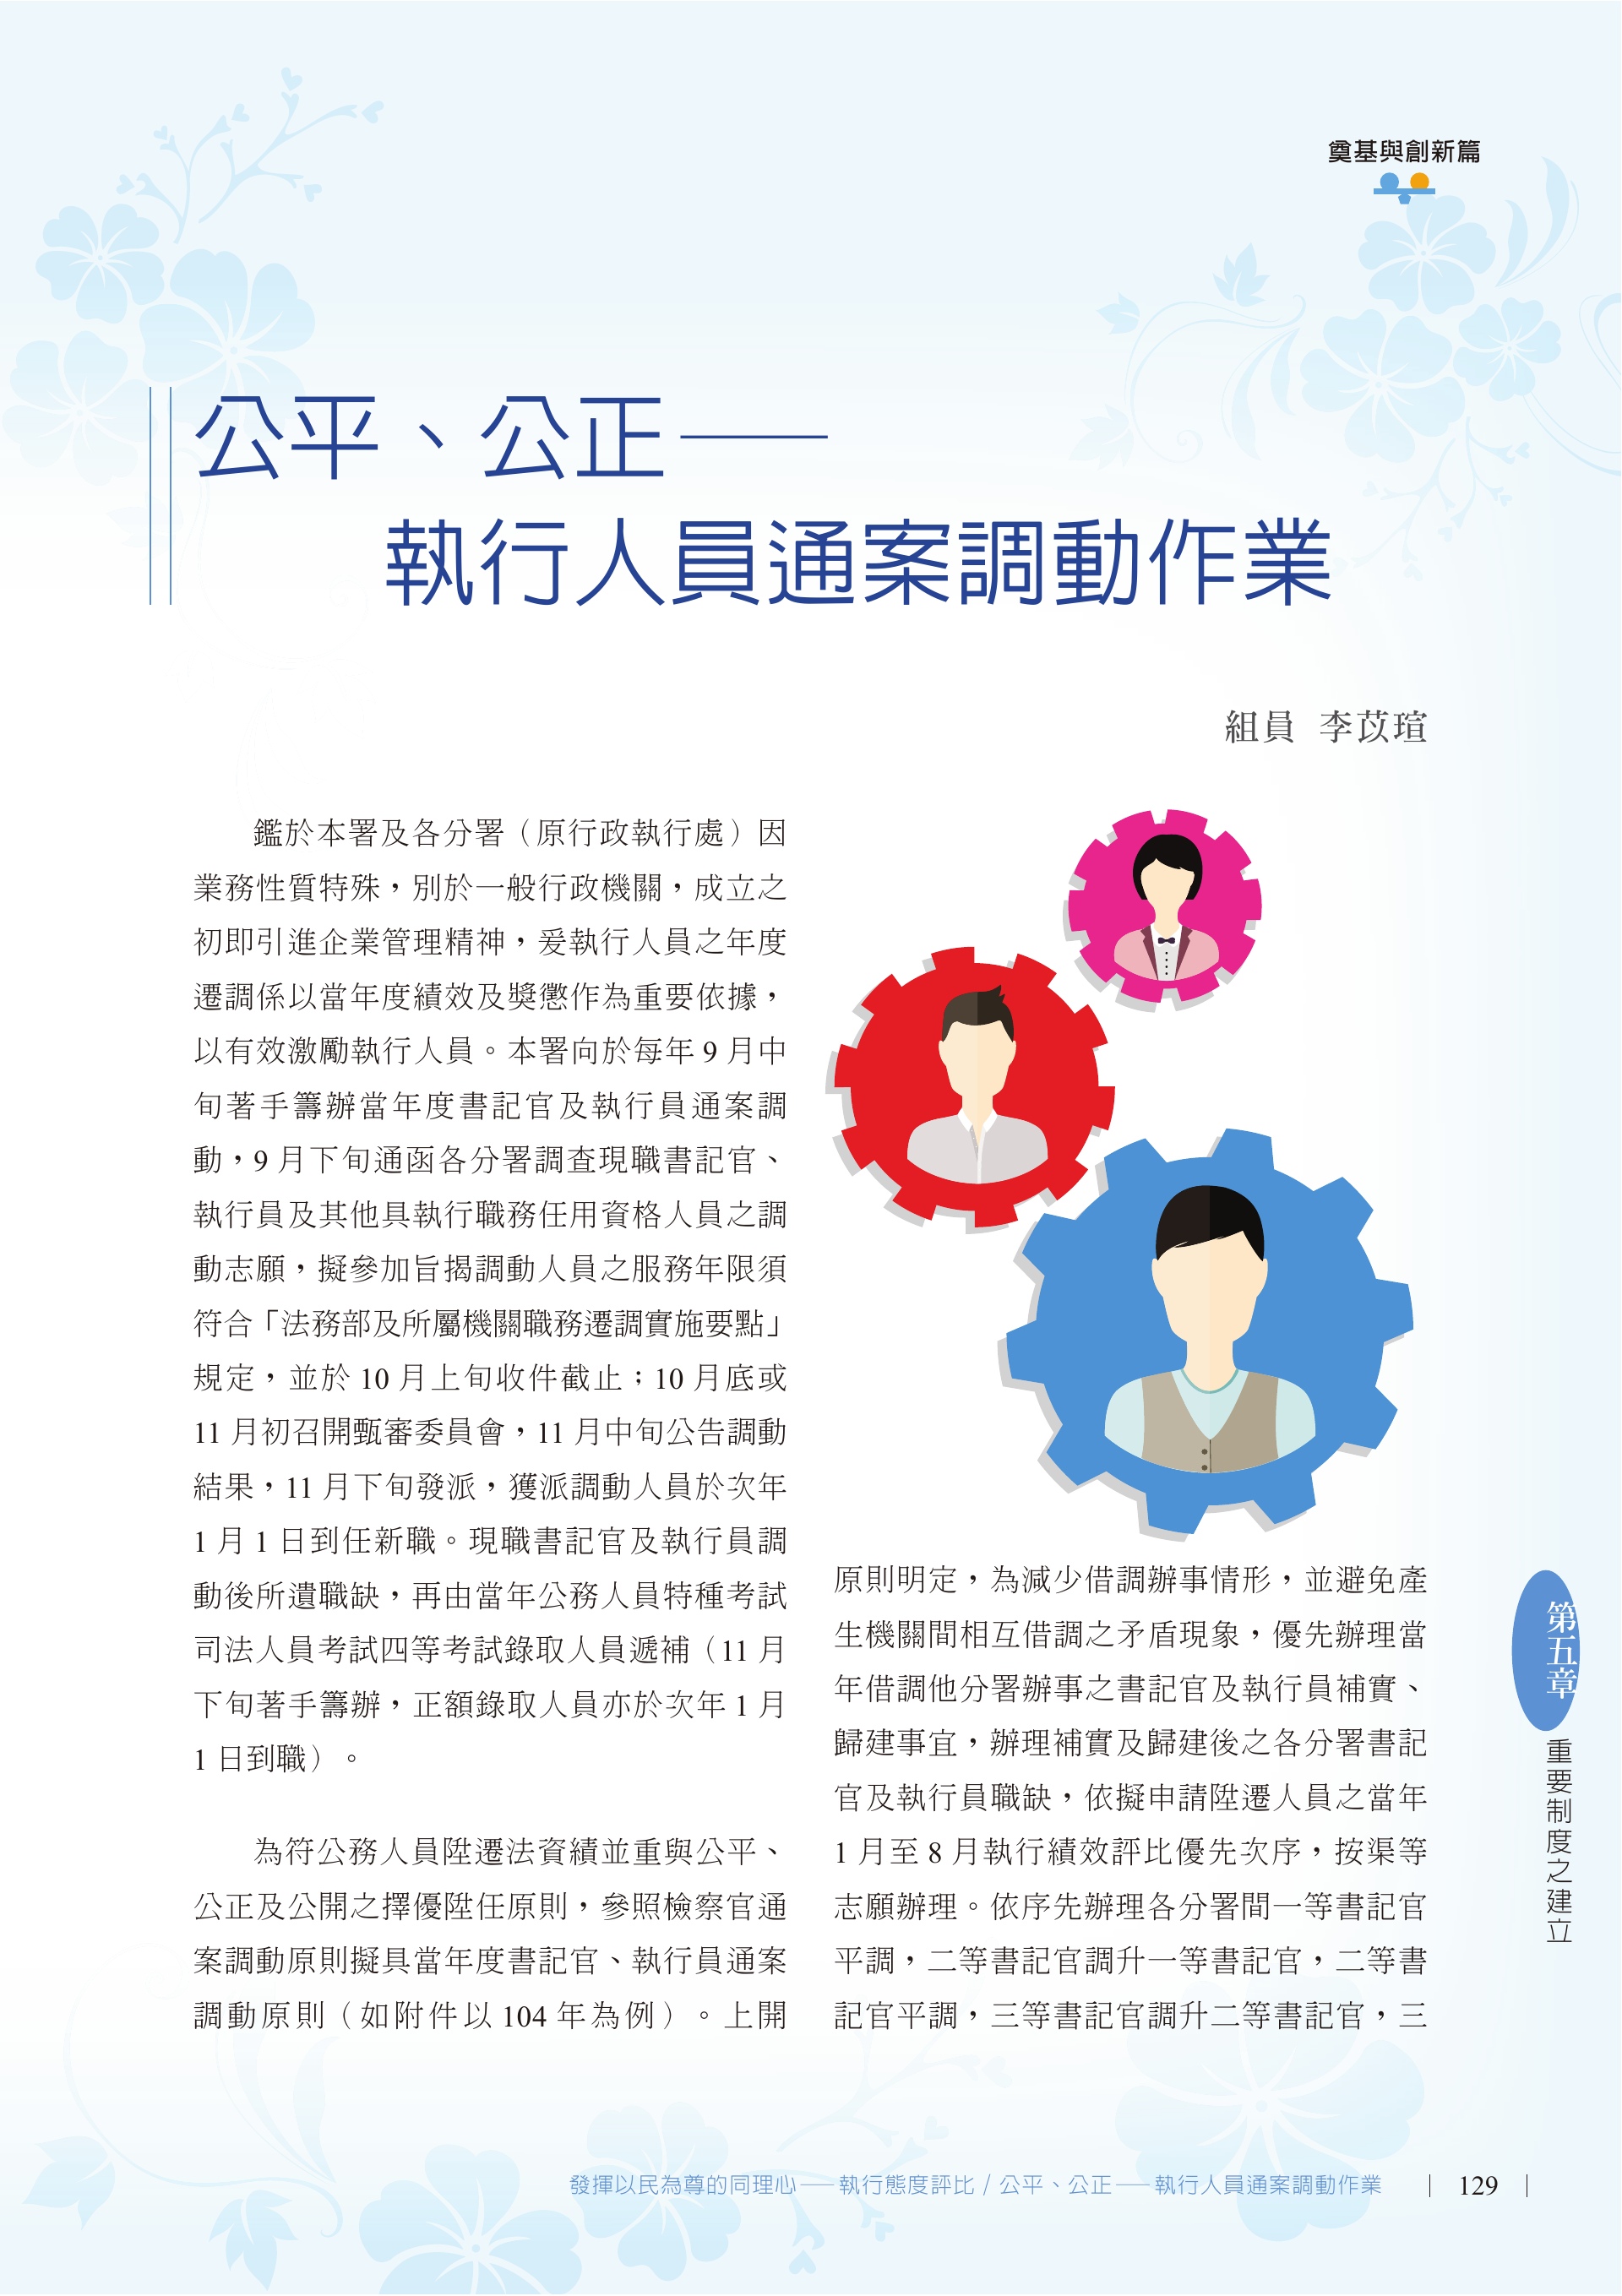 奠基與創新篇
公平、公正——
執行人員通案調動作業
組員 李苡瑄
鑑於本署及各分署（原行政執行處）因
業務性質特殊，別於一般行政機關，成立之
初即引進企業管理精神，爰執行人員之年度
遷調係以當年度績效及獎懲作為重要依據，
以有效激勵執行人員。本署向於每年 9 月中
旬著手籌辦當年度書記官及執行員通案調
動，9 月下旬通函各分署調查現職書記官、
執行員及其他具執行職務任用資格人員之調
動志願，擬參加旨揭調動人員之服務年限須
符合「法務部及所屬機關職務遷調實施要點」
規定，並於 10 月上旬收件截止；10 月底或
11 月初召開甄審委員會，11 月中旬公告調動
結果，11 月下旬發派，獲派調動人員於次年
1 月 1 日到任新職。現職書記官及執行員調
動後所遺職缺，再由當年公務人員特種考試
司法人員考試四等考試錄取人員遞補（11 月
下旬著手籌辦，正額錄取人員亦於次年 1 月
1 日到職）。
為符公務人員陞遷法資績並重與公平、
公正及公開之擇優陞任原則，參照檢察官通
案調動原則擬具當年度書記官、執行員通案
調動原則（如附件以 104 年為例）。上開
原則明定，為減少借調辦事情形，並避免產
生機關間相互借調之矛盾現象，優先辦理當
年借調他分署辦事之書記官及執行員補實、
歸建事宜，辦理補實及歸建後之各分署書記
官及執行員職缺，依擬申請陞遷人員之當年
1 月至 8 月執行績效評比優先次序，按渠等
志願辦理。依序先辦理各分署間一等書記官
平調，二等書記官調升一等書記官，二等書
記官平調，三等書記官調升二等書記官，三
第五章
重要制度之建立
發揮以民為尊的同理心——執行態度評比 / 公平、公正——執行人員通案調動作業
129